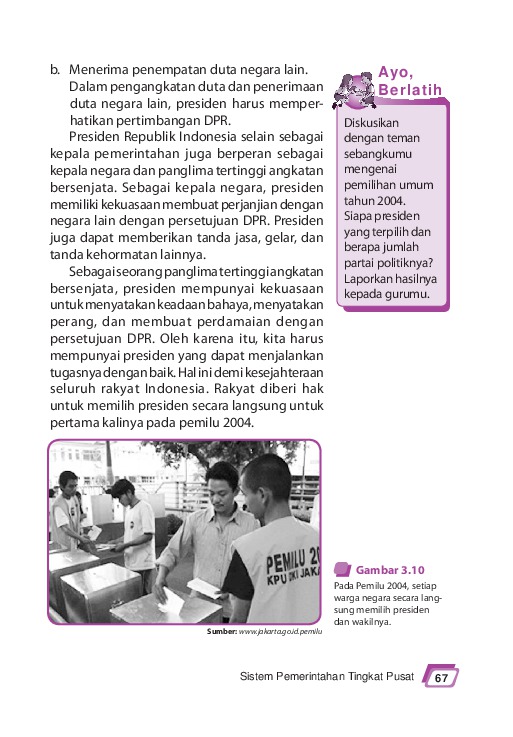 b. Menerima penempatan duta negara lain.
Dalam pengangkatan duta dan penerimaan
duta negara lain, presiden harus memper-
hatikan pertimbangan DPR.
Presiden Republik Indonesia selain sebagai
kepala pemerintahan juga berperan sebagai
kepala negara dan panglima tertinggi angkatan
bersenjata. Sebagai kepala negara, presiden
memiliki kekuasaan membuat perjanjian dengan
negara lain dengan persetujuan DPR. Presiden
juga dapat memberikan tanda jasa, gelar, dan
tanda kehormatan lainnya.
Sebagai seorang panglima tertinggi angkatan
bersenjata, presiden mempunyai kekuasaan
untuk menyatakan keadaan bahaya, menyatakan
perang, dan membuat perdamaian dengan
persetujuan DPR. Oleh karena itu, kita harus
mempunyai presiden yang dapat menjalankan
tugasnya dengan baik. Hal ini demi kesejahteraan
seluruh rakyat Indonesia. Rakyat diberi hak
untuk memilih presiden secara langsung untuk
pertama kalinya pada pemilu 2004.
Ayo,
Berlatih
Diskusikan
dengan teman
sebangkumu
mengenai
pemilihan umum
tahun 2004.
Siapa presiden
yang terpilih dan
berapa jumlah
partai politiknya?
Laporkan hasilnya
kepada gurumu.
PEMILU 20
KPU DKI JAKA
Sumber: www.jakarta.go.id.pemilu
Gambar 3.10
Pada Pemilu 2004, setiap
warga negara secara lang-
sung memilih presiden
dan wakilnya.
Sistem Pemerintahan Tingkat Pusat 67